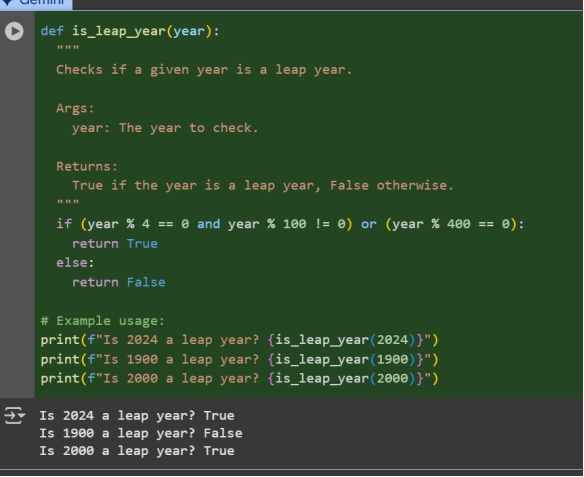 Gemini
def is_leap_year(year):
  """
  Checks if a given year is a leap year.

  Args:
    year: The year to check.

  Returns:
    True if the year is a leap year, False otherwise.
  """
  if (year % 4 == 0 and year % 100 != 0) or (year % 400 == 0):
    return True
  else:
    return False

# Example usage:
print(f"Is 2024 a leap year? {is_leap_year(2024)}")
print(f"Is 1900 a leap year? {is_leap_year(1900)}")
print(f"Is 2000 a leap year? {is_leap_year(2000)}")
Is 2024 a leap year? True
Is 1900 a leap year? False
Is 2000 a leap year? True